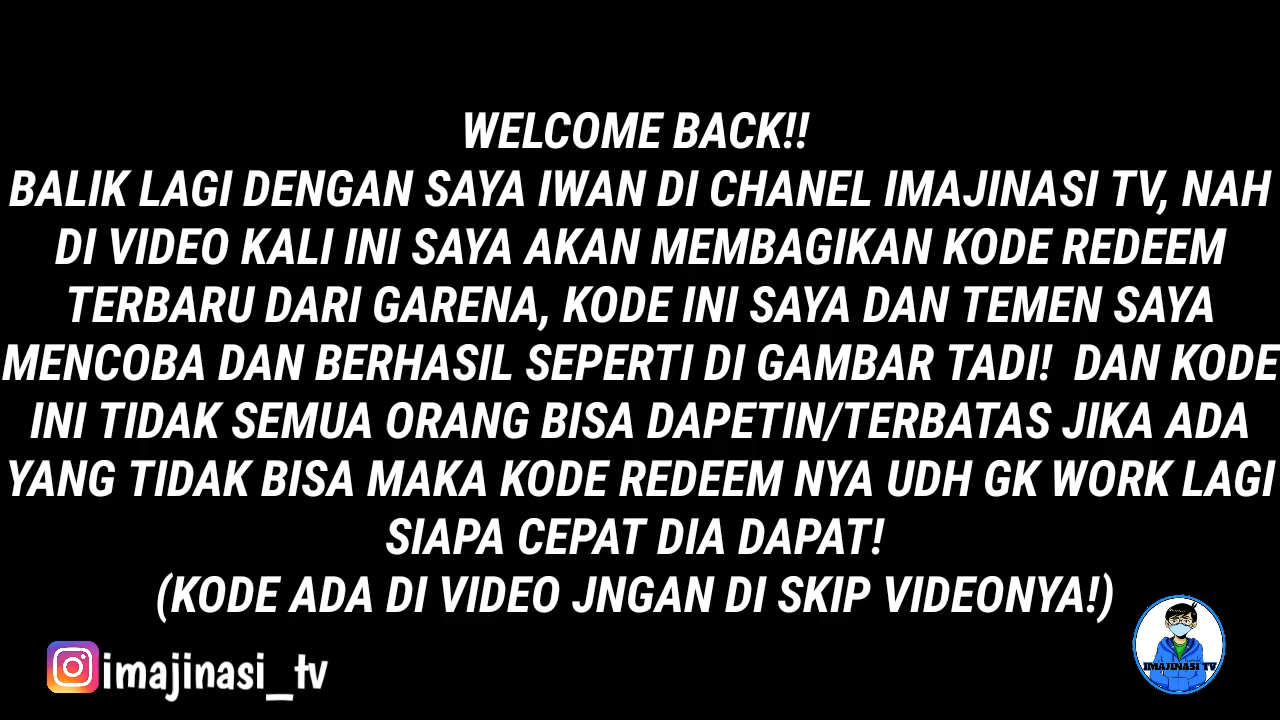 WELCOME BACK!!
BALIK LAGI DENGAN SAYA IWAN DI CHANEL IMAJINASI TV, NAH
DI VIDEO KALI INI SAYA AKAN MEMBAGIKAN KODE REDEEM
TERBARU DARI GARENA, KODE INI SAYA DAN TEMEN SAYA
MENCOBA DAN BERHASIL SEPERTI DI GAMBAR TADI! DAN KODE
INI TIDAK SEMUA ORANG BISA DAPETIN/TERBATAS JIKA ADA
YANG TIDAK BISA MAKA KODE REDEEM NYA UDH GK WORK LAGI
SIAPA CEPAT DIA DAPAT!
(KODE ADA DI VIDEO JNGAN DI SKIP VIDEONYA!)
imajinasi_tv
IMAJINASI TV